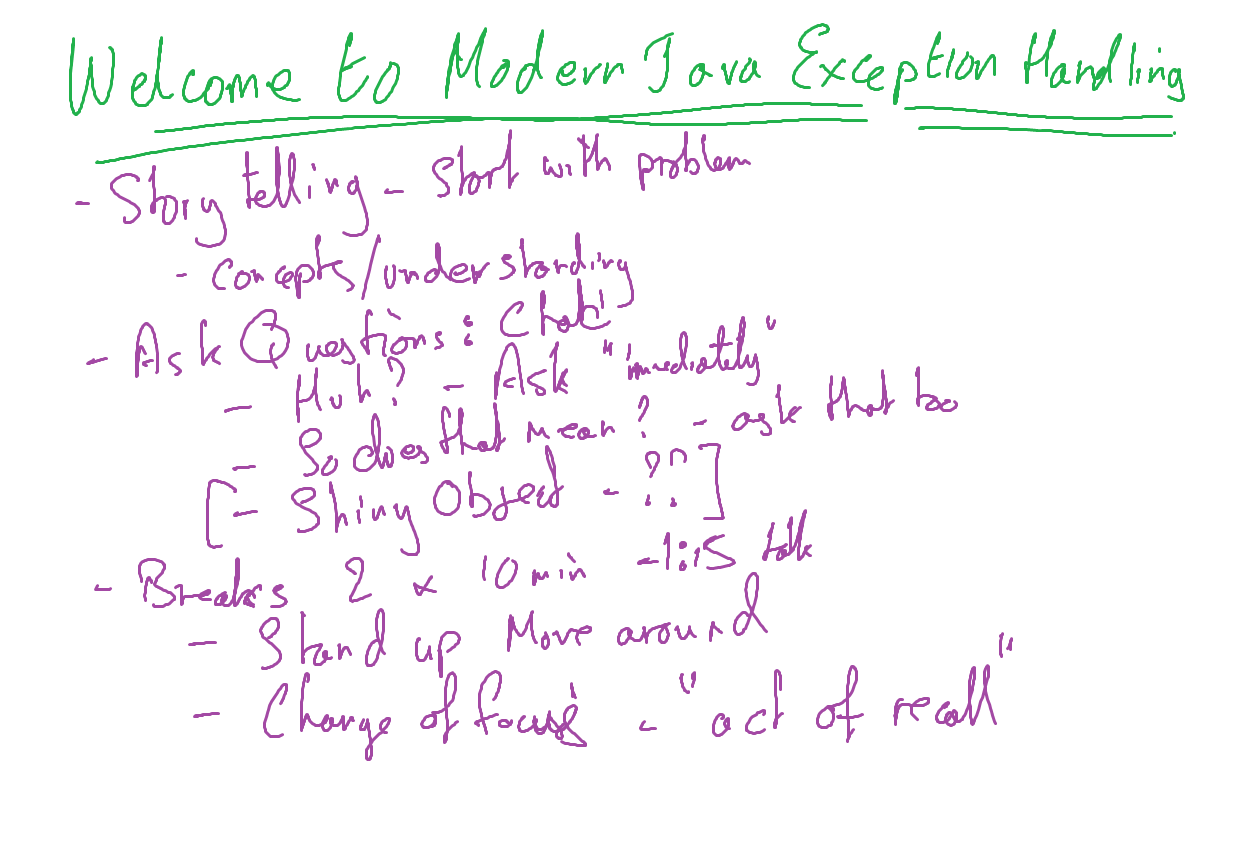 Welcome to Modern Java Exception Handling
- Story telling - Start with problem
- Concepts/understanding
- Ask Questions: Chat!
- Huh? - Ask "immediately"
- So does that mean? - ask that too
[- Shiny Object - ??]
- Breaks 2 x 10 min - 1:15 talk
- Stand up Move around
- Change of focus - "act of recall"